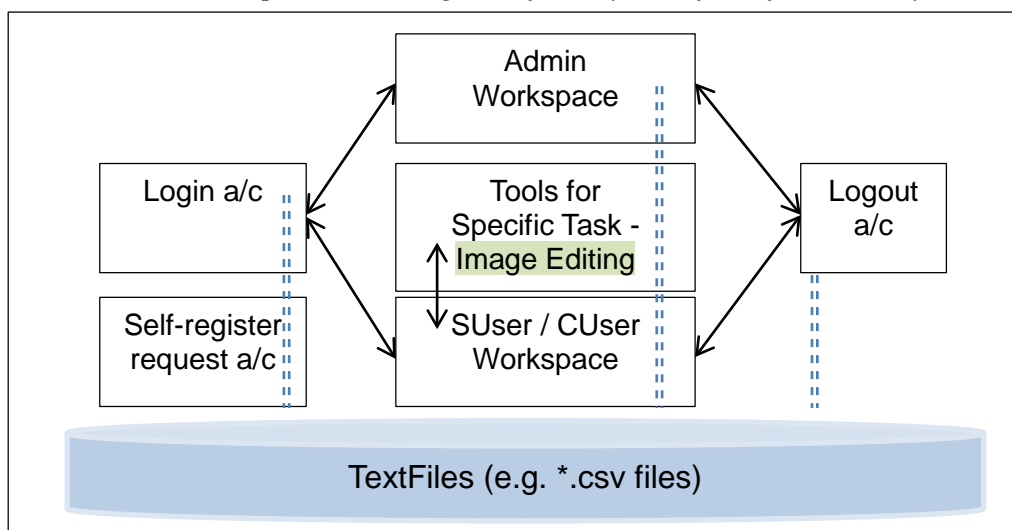 Admin
Workspace
Login a/c
Tools for
Specific Task -
Image Editing
Logout
a/c
Self-register
request a/c
SUser / CUser
Workspace
TextFiles (e.g. *.csv files)